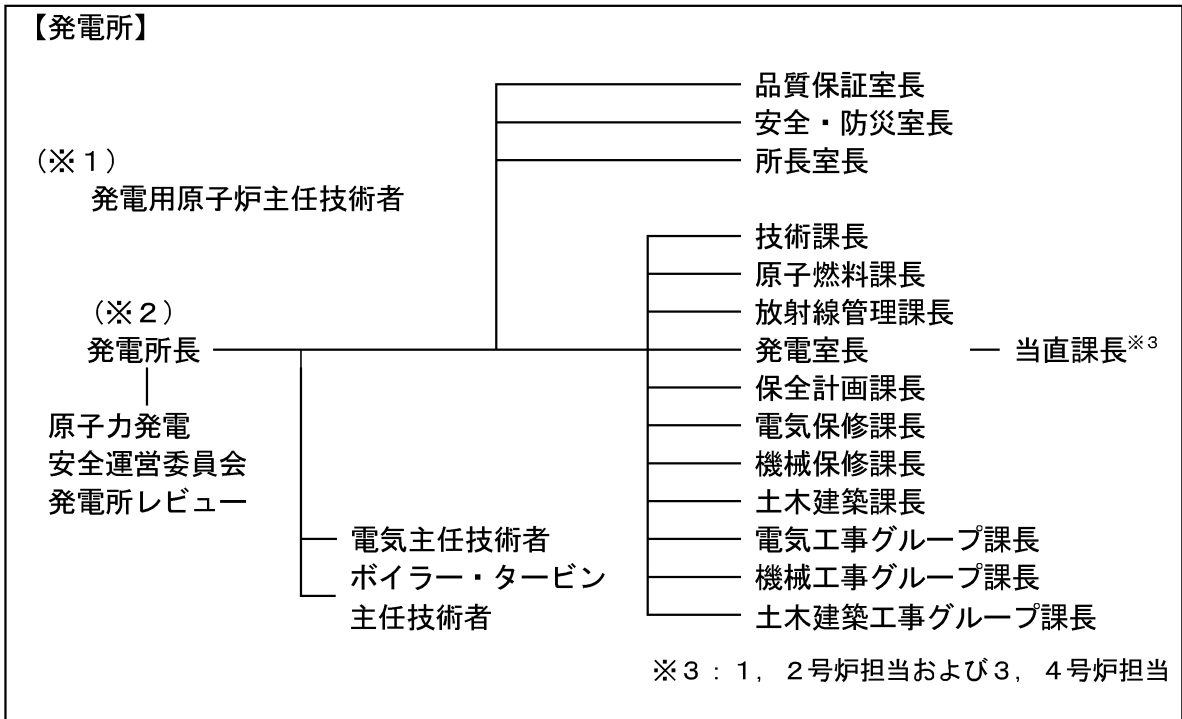 【発電所】
品質保証室長
安全・防災室長
(※1)
所長室長
発電用原子炉主任技術者
技術課長
原子燃料課長
(※2)
放射線管理課長
発電所長
発電室長
当直課長※3
保全計画課長
原子力発電
安全運営委員会
発電所レビュー
電気保修課長
機械保修課長
土木建築課長
電気主任技術者
ボイラー・タービン
主任技術者
電気工事グループ課長
機械工事グループ課長
土木建築工事グループ課長
※3:1,2号炉担当および3,4号炉担当